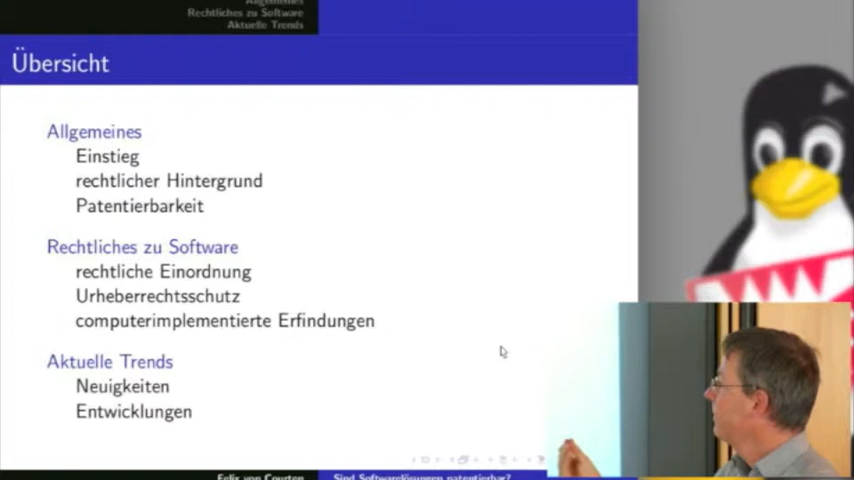 Allgemeines
Rechtliches zu Software
Aktuelle Trends
Übersicht
Allgemeines
Einstieg
rechtlicher Hintergrund
Patentierbarkeit
Rechtliches zu Software
rechtliche Einordnung
Urheberrechtsschutz
computerimplementierte Erfindungen
Aktuelle Trends
Neuigkeiten
Entwicklungen
Felix von Courten Sind Softwarelösungen patentierbar?